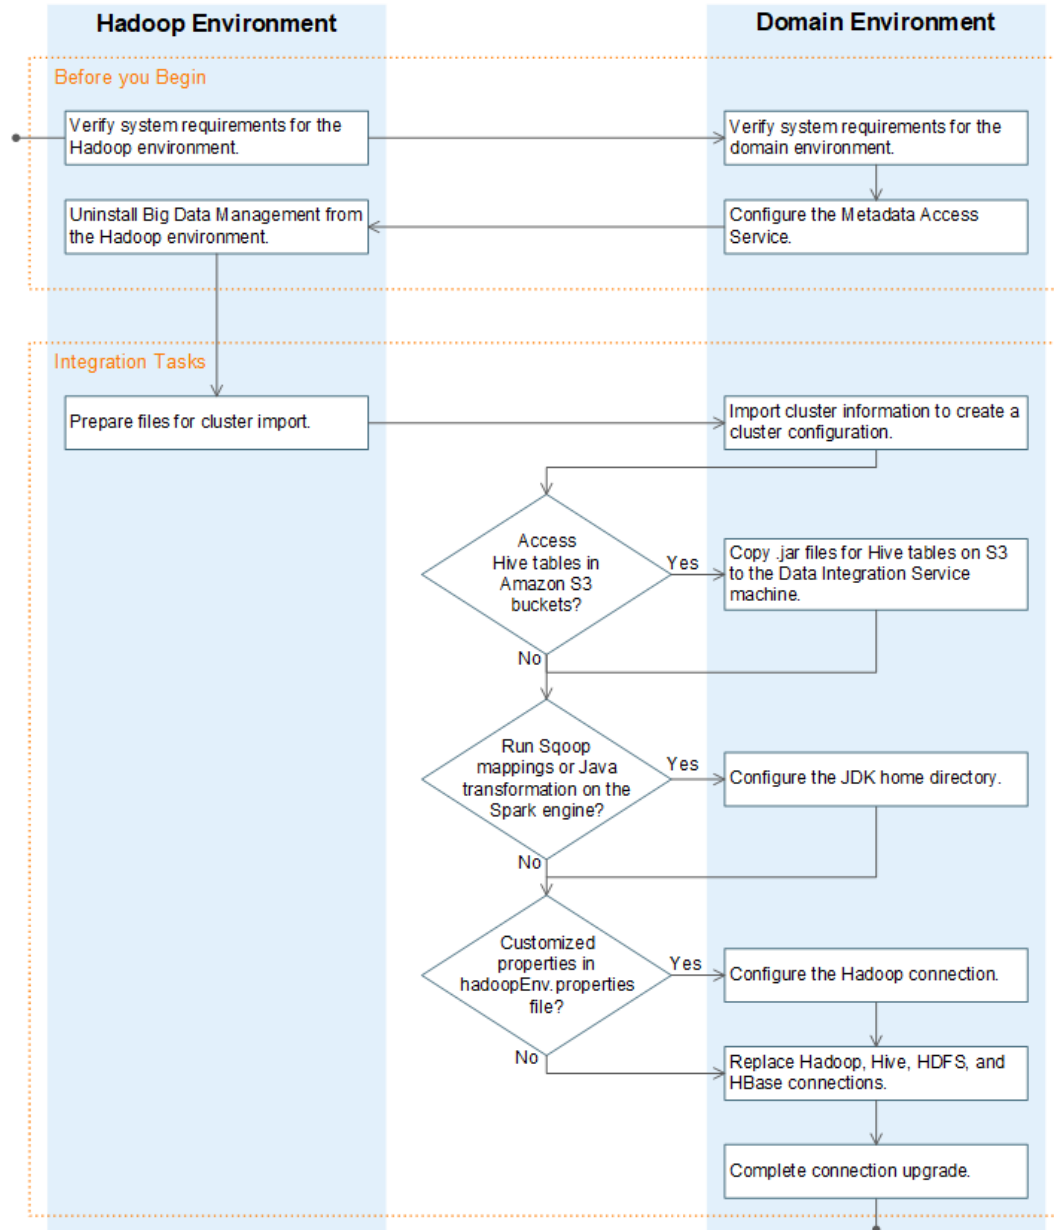 Hadoop Environment
Domain Environment
Before you Begin
Verify system requirements for the
Hadoop environment.
Verify system requirements for the
domain environment.
Uninstall Big Data Management from
the Hadoop environment.
Configure the Metadata Access
Service.
Integration Tasks
Prepare files for cluster import.
Import cluster information to create a
cluster configuration.
Access
Hive tables in
Amazon S3
buckets?
Yes
Copy .jar files for Hive tables on S3
to the Data Integration Service
machine.
No
Run Sqoop
mappings or Java
transformation on the
Spark engine?
Yes
Configure the JDK home directory.
No
Customized
properties in
hadoopEnv.properties
file?
Yes
Configure the Hadoop connection.
No
Replace Hadoop, Hive, HDFS, and
HBase connections.
Complete connection upgrade.